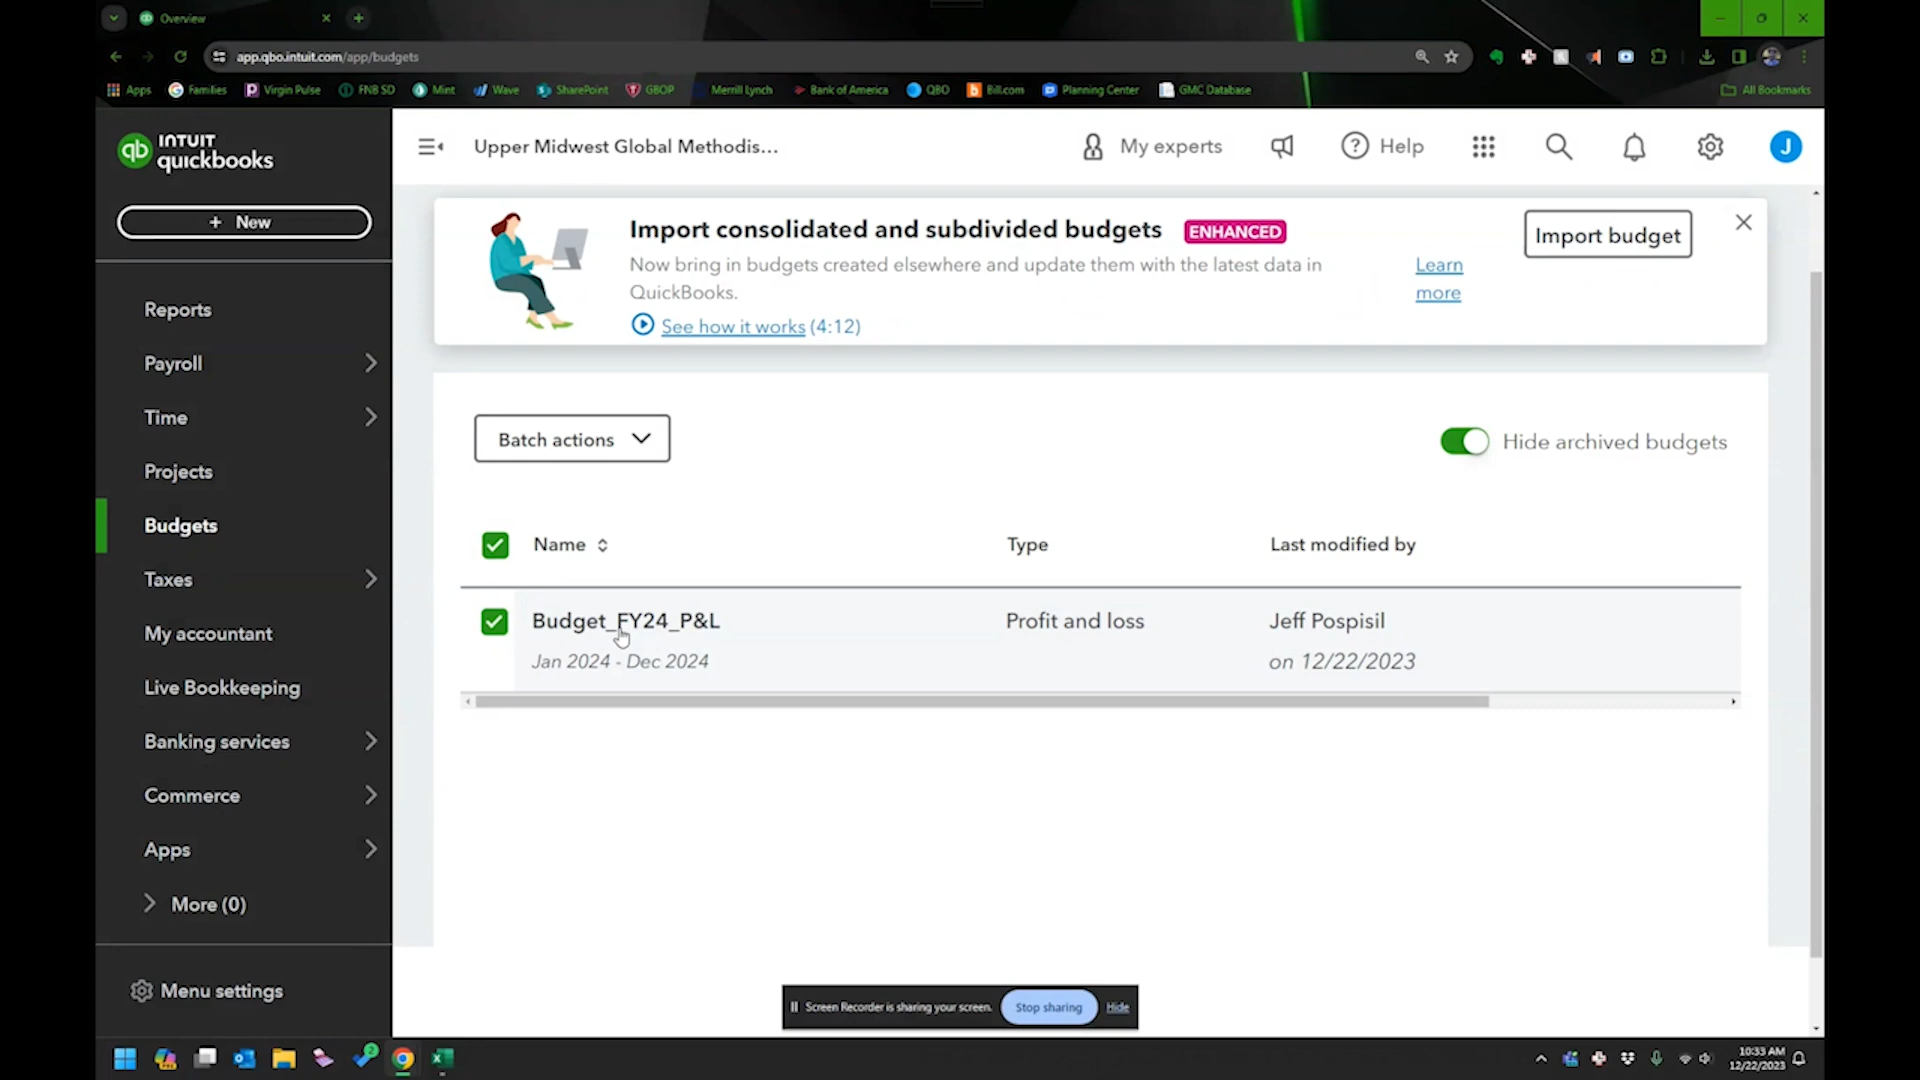 Overview
app.qbo.intuit.com/app/budgets
Apps Families Virgin Pulse FNB SD Mint Wave SharePoint GBOP Merrill Lynch Bank of America QBO Bill.com Planning Center GMC Database All Bookmarks
qb INTUIT quickbooks
Upper Midwest Global Methodis...
My experts
Help
J
+ New
Reports
Payroll
Time
Projects
Budgets
Taxes
My accountant
Live Bookkeeping
Banking services
Commerce
Apps
More (0)
Menu settings
Import consolidated and subdivided budgets ENHANCED
Now bring in budgets created elsewhere and update them with the latest data in
QuickBooks.
Learn
more
See how it works (4:12)
Import budget
Batch actions
Hide archived budgets
Name Type Last modified by
Budget_FY24_P&L Profit and loss Jeff Pospisil
Jan 2024 - Dec 2024 on 12/22/2023
Screen Recorder is sharing your screen. Stop sharing Hide
2
10:33 AM
12/22/2023